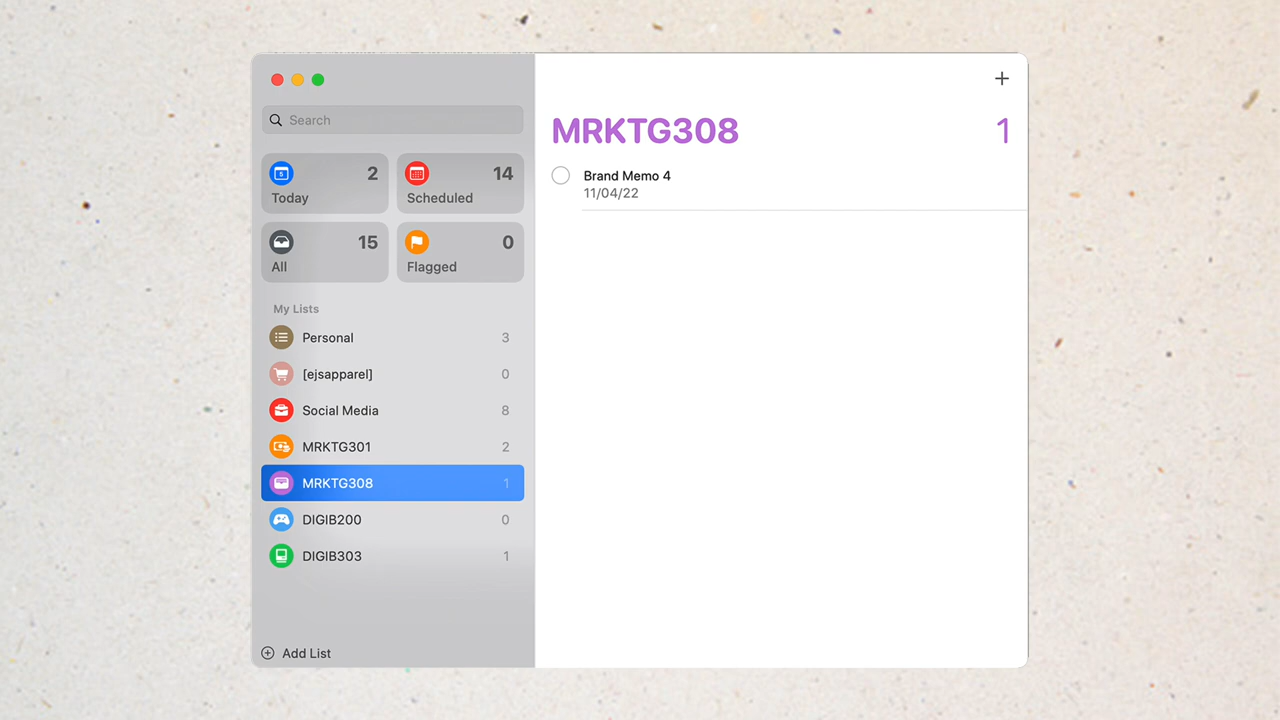 Search
2
Today
14
Scheduled
15
All
0
Flagged
My Lists
Personal 3
[ejsapparel] 0
Social Media 8
MRKTG301 2
MRKTG308 1
DIGIB200 0
DIGIB303 1
Add List
MRKTG308 1
Brand Memo 4
11/04/22